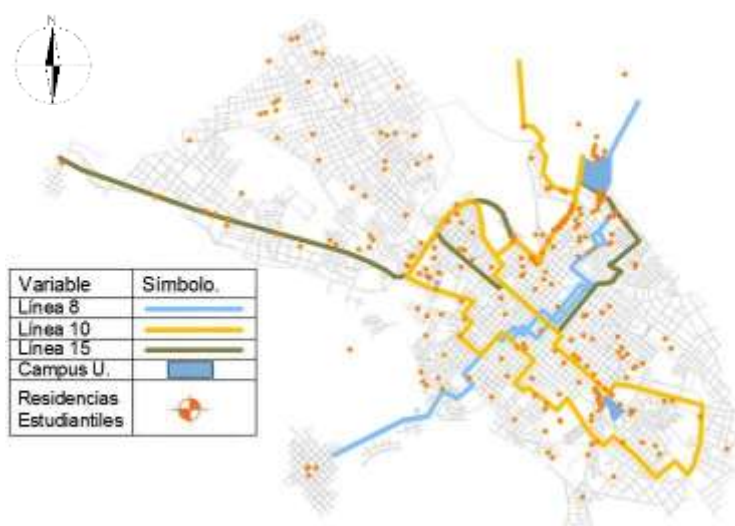 N
Variable Símbolo.
Línea 8
Línea 10
Línea 15
Campus U.
Residencias
Estudiantiles